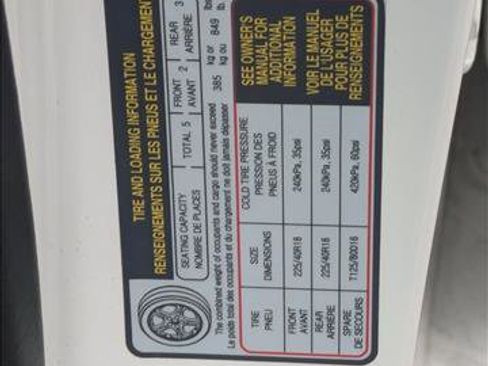 TIRE AND LOADING INFORMATION
RENSEIGNEMENTS SUR LES PNEUS ET LE CHARGEMENT
SEATING CAPACITY
NOMBRE DE PLACES
TOTAL 5
FRONT
AVANT 2
REAR
ARRIÈRE 3
The combined weight of occupants and cargo should never exceed
Le poids total des occupants et du chargement ne doit jamais dépasser
385 kg or
kg ou
849 lbs
lb
TIRE
PNEU
SIZE
DIMENSIONS
COLD TIRE PRESSURE
PRESSION DES
PNEUS À FROID
FRONT
AVANT
225/40R18
240kPa, 35psi
REAR
ARRIÈRE
225/40R18
240kPa, 35psi
SPARE
DE SECOURS
T125/80D16
420kPa, 60psi
SEE OWNER'S
MANUAL FOR
ADDITIONAL
INFORMATION
VOIR LE MANUEL
DE L'USAGER
POUR PLUS DE
RENSEIGNEMENTS